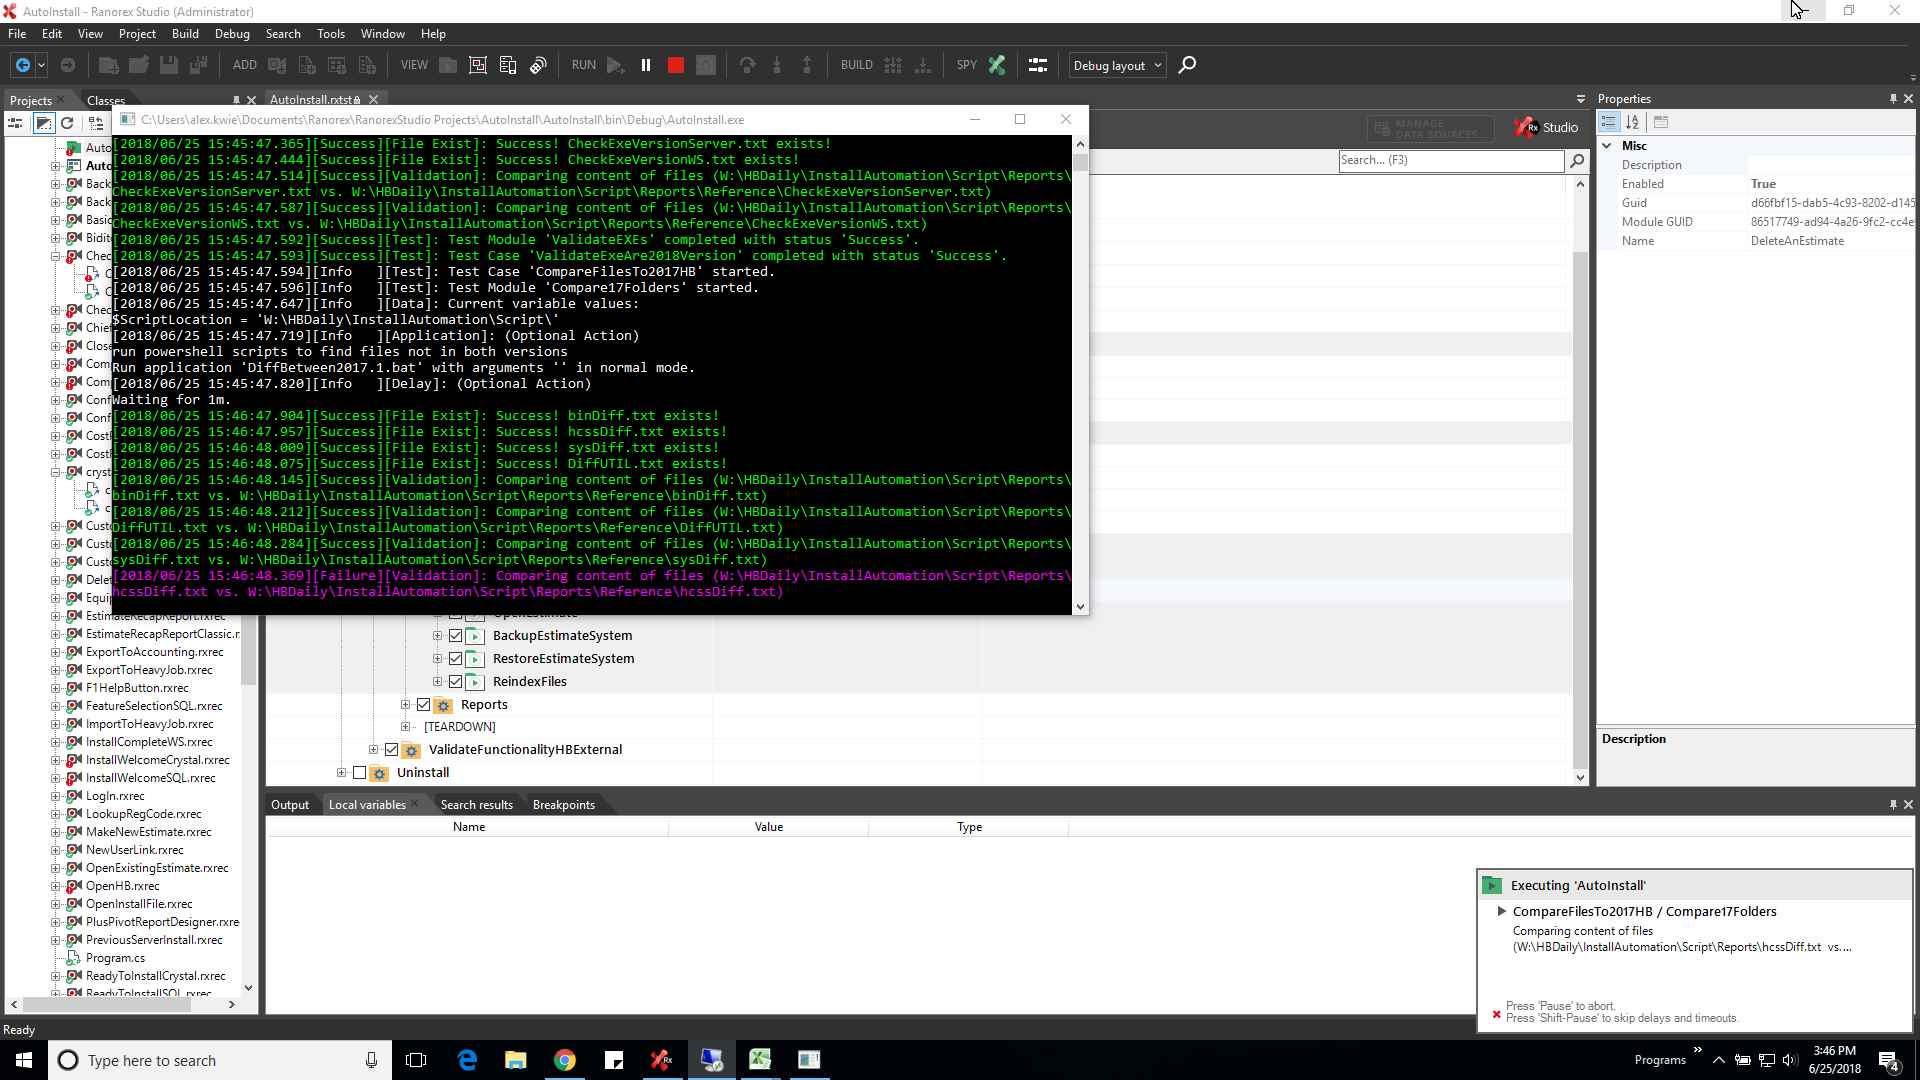 AutoInstall - Ranorex Studio (Administrator)
File Edit View Project Build Debug Search Tools Window Help
ADD VIEW RUN BUILD SPY Debug layout
Projects Classes AutoInstall.rxtst
C:\Users\alex.kwie\Documents\Ranorex\RanorexStudio Projects\AutoInstall\AutoInstall\bin\Debug\AutoInstall.exe
[2018/06/25 15:45:47.365][Success][File Exist]: Success! CheckExeVersionServer.txt exists!
[2018/06/25 15:45:47.444][Success][File Exist]: Success! CheckExeVersionWS.txt exists!
[2018/06/25 15:45:47.514][Success][Validation]: Comparing content of files (W:\HBDaily\InstallAutomation\Script\Reports\
CheckExeVersionServer.txt vs. W:\HBDaily\InstallAutomation\Script\Reports\Reference\CheckExeVersionServer.txt)
[2018/06/25 15:45:47.587][Success][Validation]: Comparing content of files (W:\HBDaily\InstallAutomation\Script\Reports\
CheckExeVersionWS.txt vs. W:\HBDaily\InstallAutomation\Script\Reports\Reference\CheckExeVersionWS.txt)
[2018/06/25 15:45:47.592][Success][Test]: Test Module 'ValidateEXEs' completed with status 'Success'.
[2018/06/25 15:45:47.593][Success][Test]: Test Case 'ValidateExeAre2018Version' completed with status 'Success'.
[2018/06/25 15:45:47.594][Info   ][Test]: Test Case 'CompareFilesTo2017HB' started.
[2018/06/25 15:45:47.596][Info   ][Test]: Test Module 'Compare17Folders' started.
[2018/06/25 15:45:47.647][Info   ][Data]: Current variable values:
$ScriptLocation = 'W:\HBDaily\InstallAutomation\Script\'
[2018/06/25 15:45:47.719][Info   ][Application]: (Optional Action)
run powershell scripts to find files not in both versions
Run application 'DiffBetween2017.1.bat' with arguments '' in normal mode.
[2018/06/25 15:45:47.820][Info   ][Delay]: (Optional Action)
Waiting for 1m.
[2018/06/25 15:46:47.904][Success][File Exist]: Success! binDiff.txt exists!
[2018/06/25 15:46:47.957][Success][File Exist]: Success! hcssDiff.txt exists!
[2018/06/25 15:46:48.009][Success][File Exist]: Success! sysDiff.txt exists!
[2018/06/25 15:46:48.075][Success][File Exist]: Success! DiffUTIL.txt exists!
[2018/06/25 15:46:48.145][Success][Validation]: Comparing content of files (W:\HBDaily\InstallAutomation\Script\Reports\
binDiff.txt vs. W:\HBDaily\InstallAutomation\Script\Reports\Reference\binDiff.txt)
[2018/06/25 15:46:48.212][Success][Validation]: Comparing content of files (W:\HBDaily\InstallAutomation\Script\Reports\
DiffUTIL.txt vs. W:\HBDaily\InstallAutomation\Script\Reports\Reference\DiffUTIL.txt)
[2018/06/25 15:46:48.284][Success][Validation]: Comparing content of files (W:\HBDaily\InstallAutomation\Script\Reports\
sysDiff.txt vs. W:\HBDaily\InstallAutomation\Script\Reports\Reference\sysDiff.txt)
[2018/06/25 15:46:48.369][Failure][Validation]: Comparing content of files (W:\HBDaily\InstallAutomation\Script\Reports\
hcssDiff.txt vs. W:\HBDaily\InstallAutomation\Script\Reports\Reference\hcssDiff.txt)
Auto
Auto
Back
Back
Basic
Bidit
Chec
C
C
Chec
Chief
Close
Com
Com
Conf
Conf
Cost
Cost
cryst
c
c
Custo
Custo
Custo
Delet
Equip
EstimateRecapReport.rxrec
EstimateRecapReportClassic.r
ExportToAccounting.rxrec
ExportToHeavyJob.rxrec
F1HelpButton.rxrec
FeatureSelectionSQL.rxrec
ImportToHeavyJob.rxrec
InstallCompleteWS.rxrec
InstallWelcomeCrystal.rxrec
InstallWelcomeSQL.rxrec
LogIn.rxrec
LookupRegCode.rxrec
MakeNewEstimate.rxrec
NewUserLink.rxrec
OpenExistingEstimate.rxrec
OpenHB.rxrec
OpenInstallFile.rxrec
PlusPivotReportDesigner.rxre
PreviousServerInstall.rxrec
Program.cs
ReadyToInstallCrystal.rxrec
ReadyToInstallSQL.rxrec
MANAGE
DATA SOURCES
Rx Studio
Search... (F3)
OpenEstimate
BackupEstimateSystem
RestoreEstimateSystem
ReindexFiles
Reports
[TEARDOWN]
ValidateFunctionalityHBExternal
Uninstall
Properties
Misc
Description
Enabled True
Guid d66fbf15-dab5-4c93-8202-d145
Module GUID 86517749-ad94-4a26-9fc2-cc4e
Name DeleteAnEstimate
Description
Output Local variables Search results Breakpoints
Name Value Type
Executing 'AutoInstall'
CompareFilesTo2017HB / Compare17Folders
Comparing content of files
(W:\HBDaily\InstallAutomation\Script\Reports\hcssDiff.txt vs....
Press 'Pause' to abort.
Press 'Shift-Pause' to skip delays and timeouts.
Ready
Type here to search
Programs
3:46 PM
6/25/2018
4